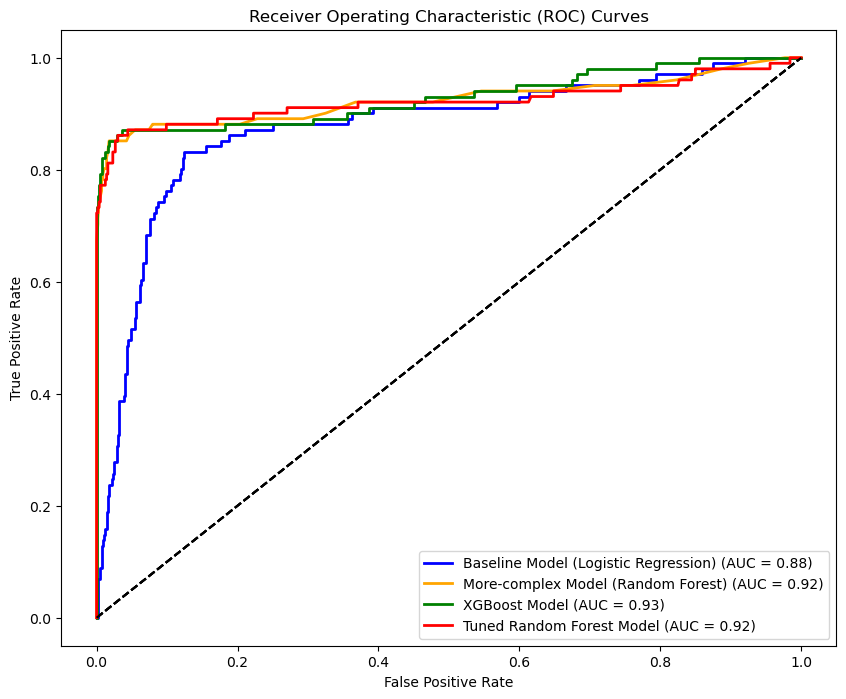 Receiver Operating Characteristic (ROC) Curves
True Positive Rate
1.0
0.8
0.6
0.4
0.2
0.0
Baseline Model (Logistic Regression) (AUC = 0.88)
More-complex Model (Random Forest) (AUC = 0.92)
XGBoost Model (AUC = 0.93)
Tuned Random Forest Model (AUC = 0.92)
0.0 0.2 0.4 0.6 0.8 1.0
False Positive Rate